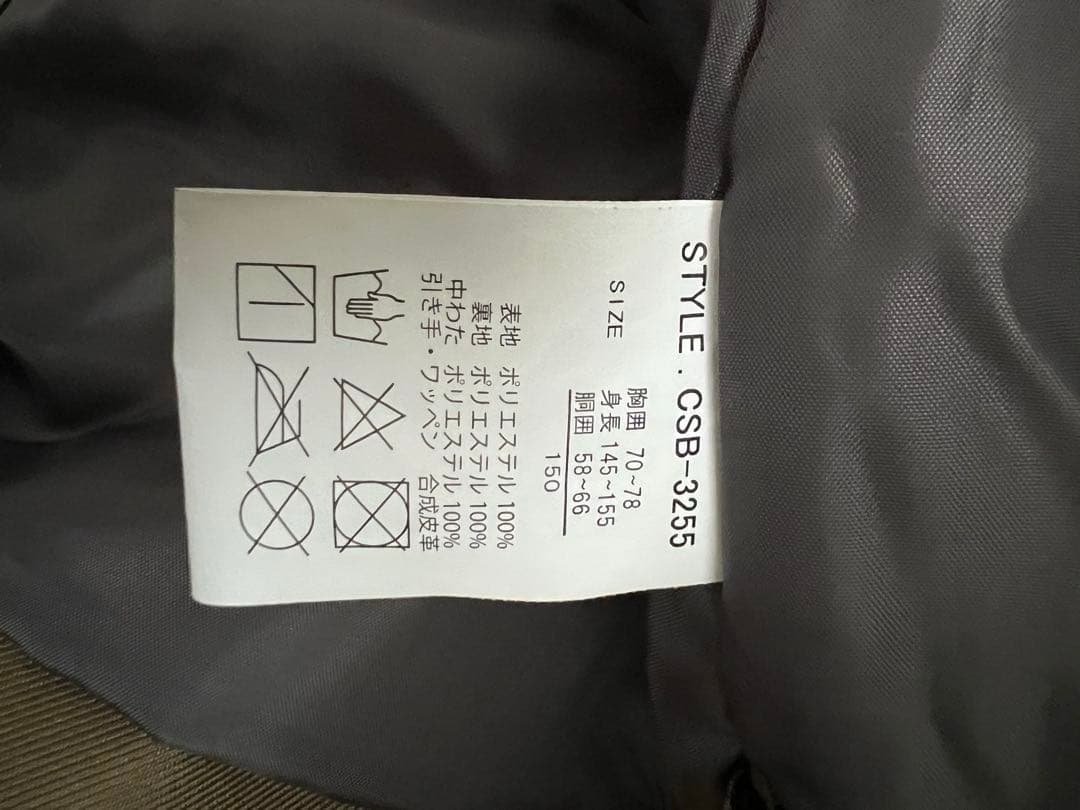 STYLE. CSB-3255
SIZE
胸囲 70~78
身長 145~155
胴囲 58~66
150
表地 ポリエステル 100%
裏地 ポリエステル 100%
中わた ポリエステル 100%
引き手・ワッペン 合成皮革